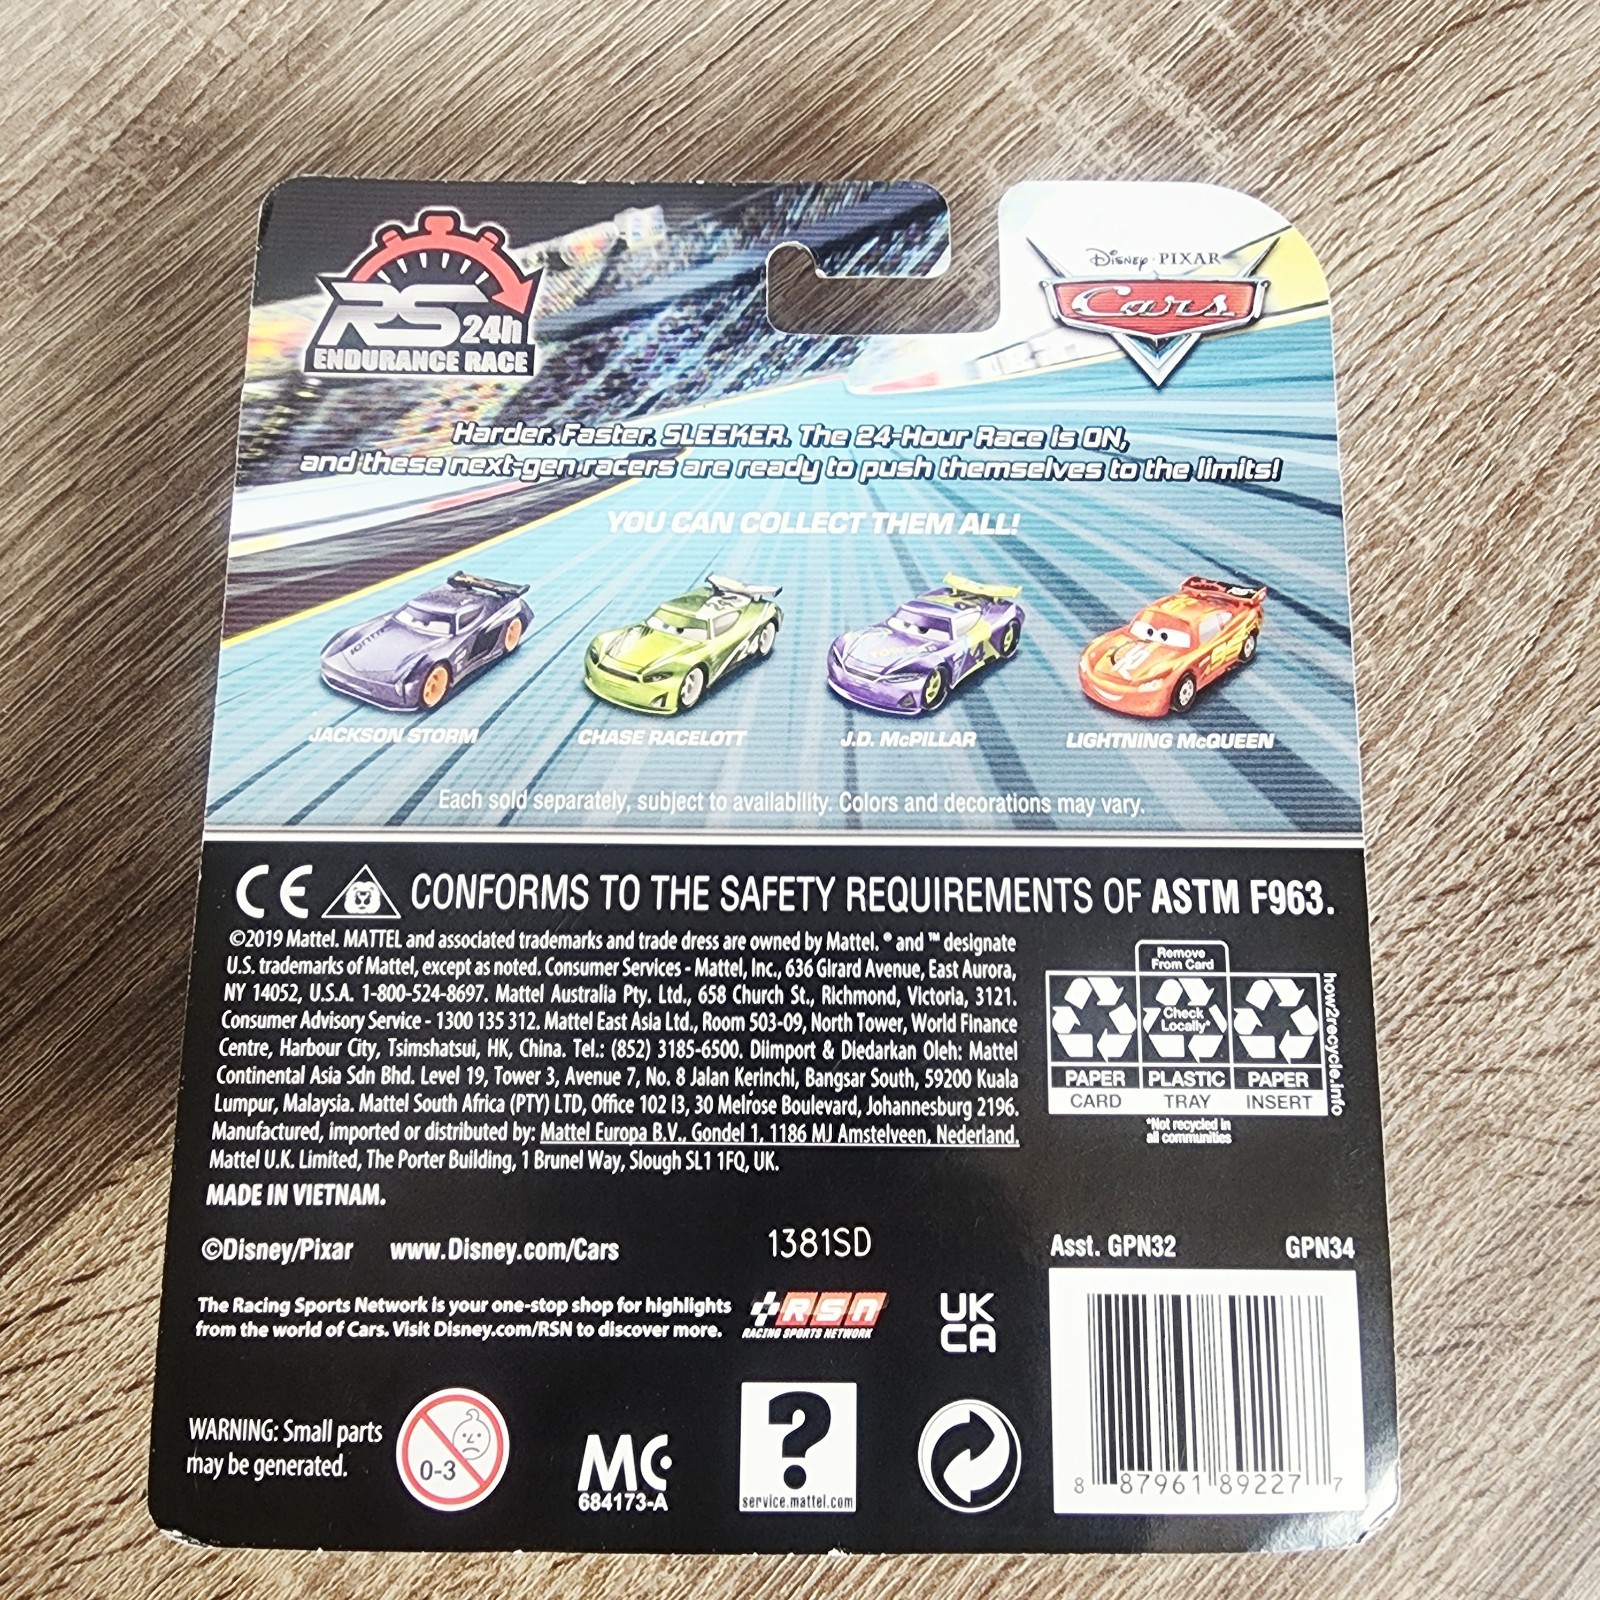 RS 24h
ENDURANCE RACE
Disney · PIXAR
Cars
Harder. Faster. SLEEKER. The 24-Hour Race is ON,
and these next-gen racers are ready to push themselves to the limits!
YOU CAN COLLECT THEM ALL!
JACKSON STORM
CHASE RACELOTT
J.D. McPILLAR
LIGHTNING McQUEEN
Each sold separately, subject to availability. Colors and decorations may vary.
CE CONFORMS TO THE SAFETY REQUIREMENTS OF ASTM F963.
©2019 Mattel. MATTEL and associated trademarks and trade dress are owned by Mattel. ® and ™ designate
U.S. trademarks of Mattel, except as noted. Consumer Services - Mattel, Inc., 636 Girard Avenue, East Aurora,
NY 14052, U.S.A. 1-800-524-8697. Mattel Australia Pty. Ltd., 658 Church St., Richmond, Victoria, 3121.
Consumer Advisory Service - 1300 135 312. Mattel East Asia Ltd., Room 503-09, North Tower, World Finance
Centre, Harbour City, Tsimshatsui, HK, China. Tel.: (852) 3185-6500. Diimport & Diedarkan Oleh: Mattel
Continental Asia Sdn Bhd. Level 19, Tower 3, Avenue 7, No. 8 Jalan Kerinchi, Bangsar South, 59200 Kuala
Lumpur, Malaysia. Mattel South Africa (PTY) LTD, Office 102 I3, 30 Melrose Boulevard, Johannesburg 2196.
Manufactured, imported or distributed by: Mattel Europa B.V., Gondel 1, 1186 MJ Amstelveen, Nederland.
Mattel U.K. Limited, The Porter Building, 1 Brunel Way, Slough SL1 1FQ, UK.
MADE IN VIETNAM.
Remove
From Card
Check
Locally*
PAPER PLASTIC PAPER
CARD TRAY INSERT
*Not recycled in
all communities
how2recycle.info
©Disney/Pixar www.Disney.com/Cars
1381SD
Asst. GPN32 GPN34
The Racing Sports Network is your one-stop shop for highlights
from the world of Cars. Visit Disney.com/RSN to discover more.
RSN
RACING SPORTS NETWORK
UK
CA
WARNING: Small parts
may be generated.
0-3
MC
684173-A
?
service.mattel.com
8 87961 89227 7